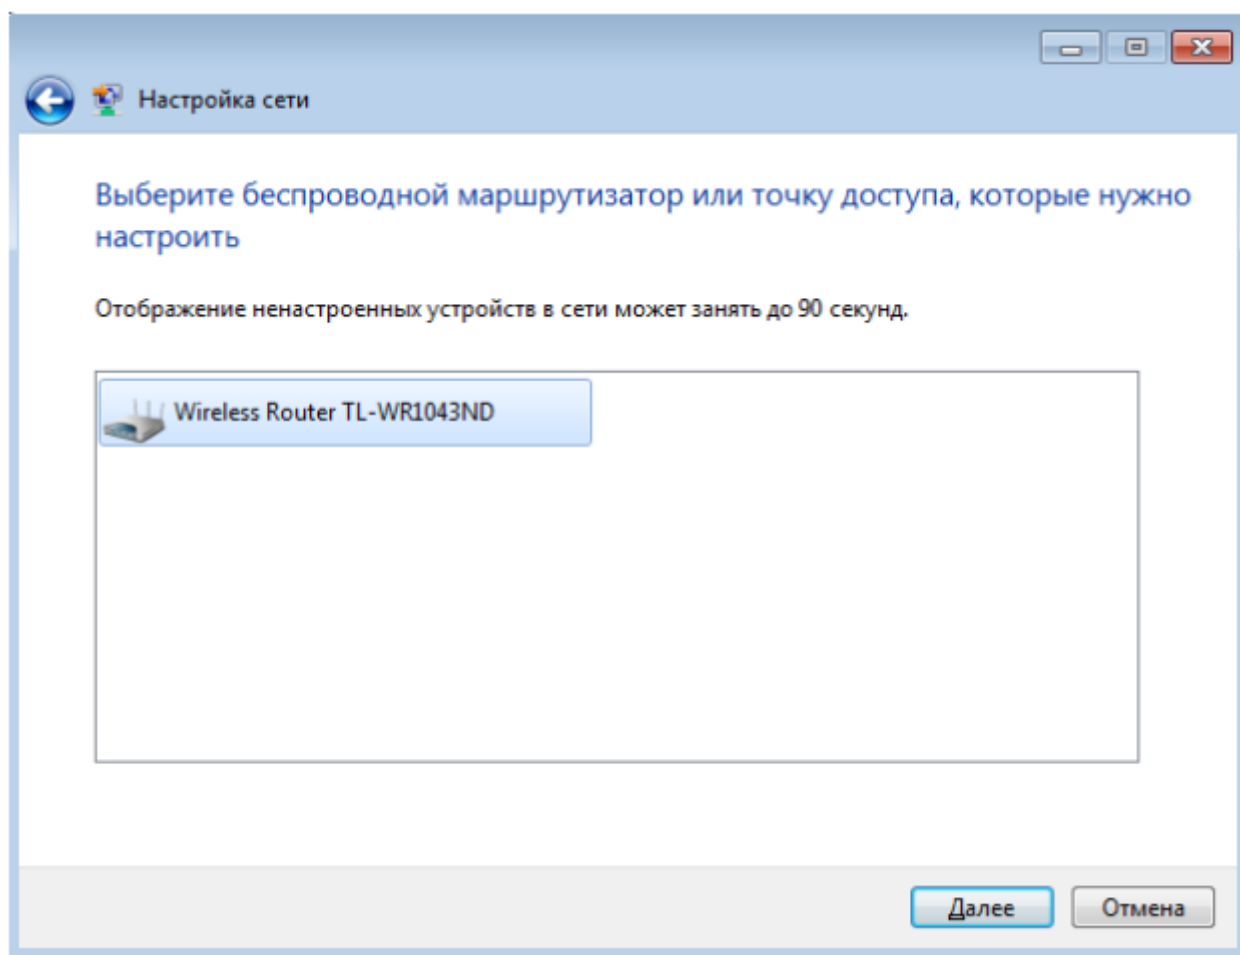 Настройка сети
Выберите беспроводной маршрутизатор или точку доступа, которые нужно
настроить
Отображение ненастроенных устройств в сети может занять до 90 секунд.
Wireless Router TL-WR1043ND
Далее
Отмена